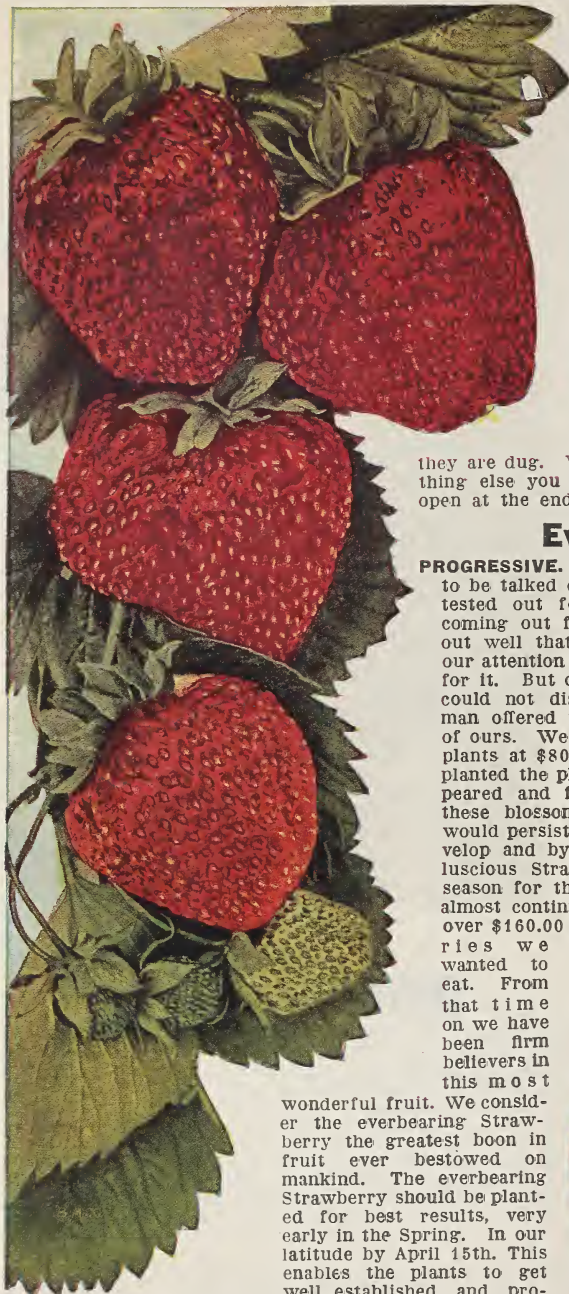 they are dug.
thing else you
open at the end
Ev
PROGRESSIVE.
to be talked
tested out f
coming out f
out well that
our attention
for it. But
could not dis
man offered
of ours. We
plants at $80
planted the p
peared and f
these blossom
would persist
velop and by
luscious Stra
season for th
almost contin
over $160.00
ries we
wanted to
eat. From
that time
on we have
been firm
believers in
this most
wonderful fruit. We consid-
er the everbearing Straw-
berry the greatest boon in
fruit ever bestowed on
mankind. The everbearing
Strawberry should be plant-
ed for best results, very
early in the Spring. In our
latitude by April 15th. This
enables the plants to get
well established and pro-